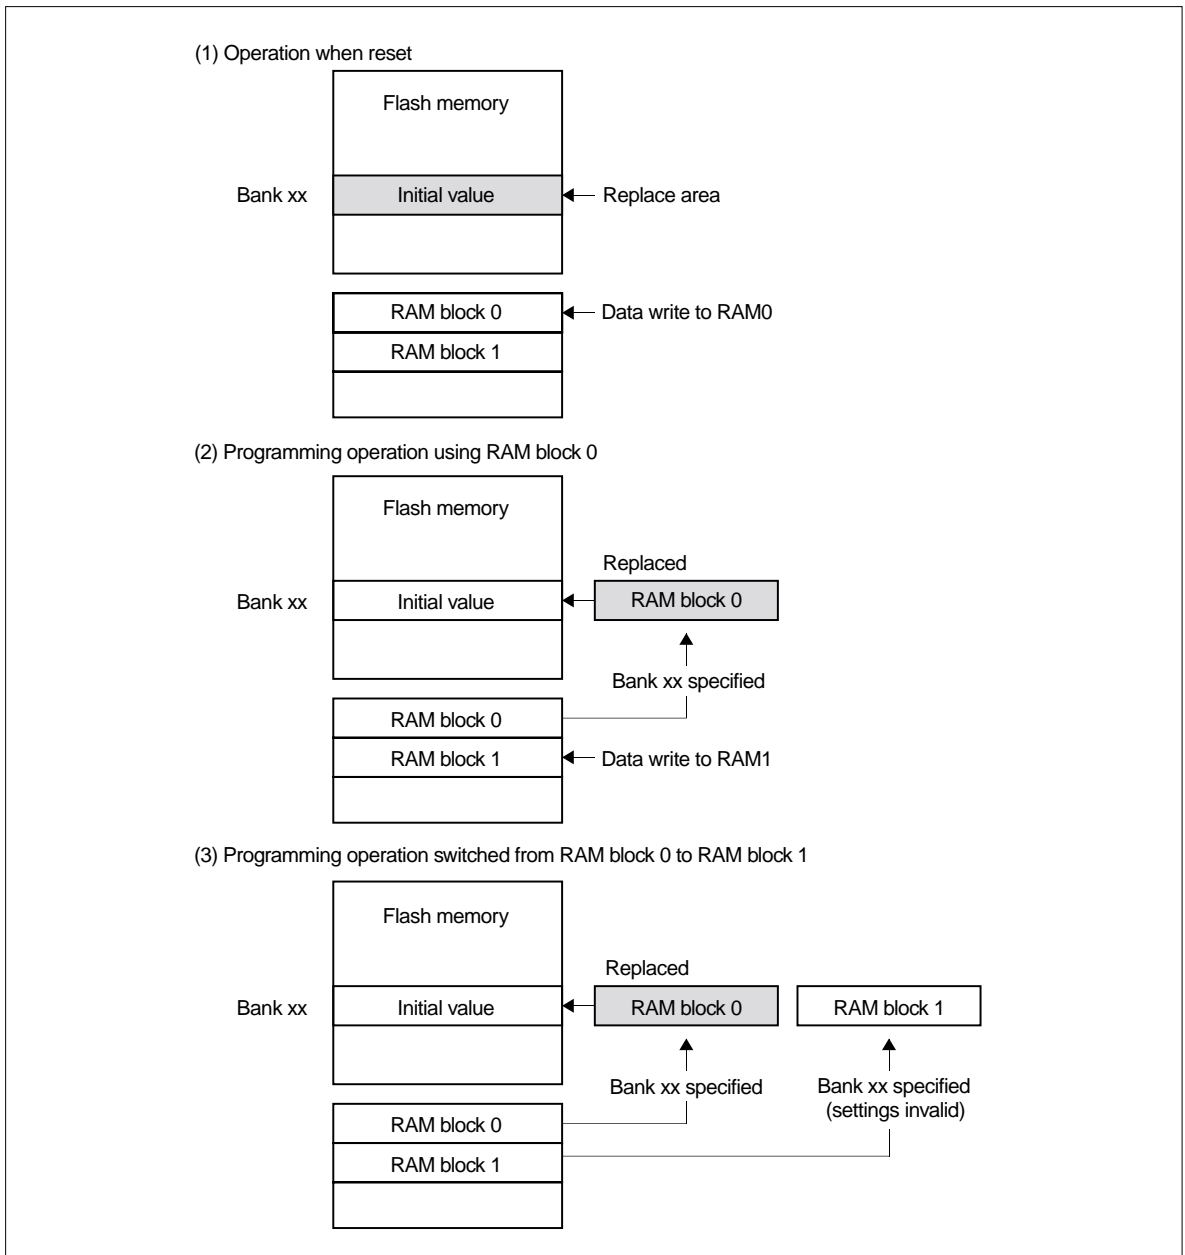 (1) Operation when reset
Flash memory
Bank xx
Initial value
Replace area
RAM block 0
Data write to RAM0
RAM block 1
(2) Programming operation using RAM block 0
Flash memory
Replaced
Bank xx
Initial value
RAM block 0
Bank xx specified
RAM block 0
RAM block 1
Data write to RAM1
(3) Programming operation switched from RAM block 0 to RAM block 1
Flash memory
Replaced
Bank xx
Initial value
RAM block 0
RAM block 1
Bank xx specified
Bank xx specified
(settings invalid)
RAM block 0
RAM block 1